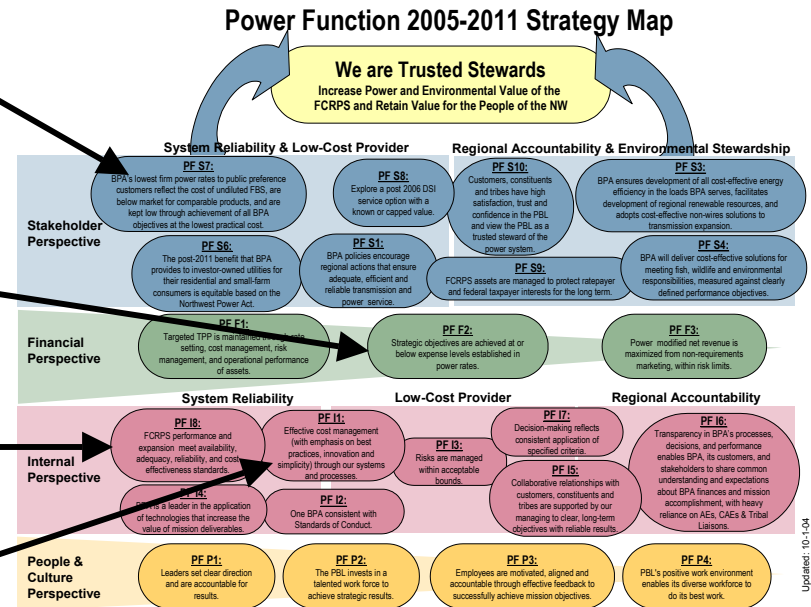 Power Function 2005-2011 Strategy Map
We are Trusted Stewards
Increase Power and Environmental Value of the
FCRPS and Retain Value for the People of the NW
System Reliability & Low-Cost Provider
Regional Accountability & Environmental Stewardship
Stakeholder
Perspective
PF S7:
BPA's lowest firm power rates to public preference
customers reflect the cost of undiluted FBS, are
below market for comparable products, and are
kept low through achievement of all BPA
objectives at the lowest practical cost.
PF S8:
Explore a post 2006 DSI
service option with a
known or capped value.
PF S10:
Customers, constituents
and tribes have high
satisfaction, trust and
confidence in the PBL
and view the PBL as a
trusted steward of the
power system.
PF S3:
BPA ensures development of all cost-effective energy
efficiency in the loads BPA serves, facilitates
development of regional renewable resources, and
adopts cost-effective non-wires solutions to
transmission expansion.
PF S6:
The post-2011 benefit that BPA
provides to investor-owned utilities for
their residential and small-farm
consumers is equitable based on the
Northwest Power Act.
PF S1:
BPA policies encourage
regional actions that ensure
adequate, efficient and
reliable transmission and
power service.
PF S9:
FCRPS assets are managed to protect ratepayer
and federal taxpayer interests for the long term.
PF S4:
BPA will deliver cost-effective solutions for
meeting fish, wildlife and environmental
responsibilities, measured against clearly
defined performance objectives.
Financial
Perspective
PF F1:
Targeted TPP is maintained through rate
setting, cost management, risk
management, and operational performance
of assets.
PF F2:
Strategic objectives are achieved at or
below expense levels established in
power rates.
PF F3:
Power modified net revenue is
maximized from non-requirements
marketing, within risk limits.
System Reliability
Low-Cost Provider
Regional Accountability
Internal
Perspective
PF I8:
FCRPS performance and
expansion meet availability,
adequacy, reliability, and cost-
effectiveness standards.
PF I1:
Effective cost management
(with emphasis on best
practices, innovation and
simplicity) through our systems
and processes.
PF I3:
Risks are managed
within acceptable
bounds.
PF I7:
Decision-making reflects
consistent application of
specified criteria.
PF I6:
Transparency in BPA's processes,
decisions, and performance
enables BPA, its customers, and
stakeholders to share common
understanding and expectations
about BPA finances and mission
accomplishment, with heavy
reliance on AEs, CAEs & Tribal
Liaisons.
PF I4:
is a leader in the application
of technologies that increase the
value of mission deliverables.
PF I2:
One BPA consistent with
Standards of Conduct.
PF I5:
Collaborative relationships with
customers, constituents and
tribes are supported by our
managing to clear, long-term
objectives with reliable results.
People &
Culture
Perspective
PF P1:
Leaders set clear direction
and are accountable for
results.
PF P2:
The PBL invests in a
talented work force to
achieve strategic results.
PF P3:
Employees are motivated, aligned and
accountable through effective feedback to
successfully achieve mission objectives.
PF P4:
PBL's positive work environment
enables its diverse workforce to
do its best work.
Updated: 10-1-04